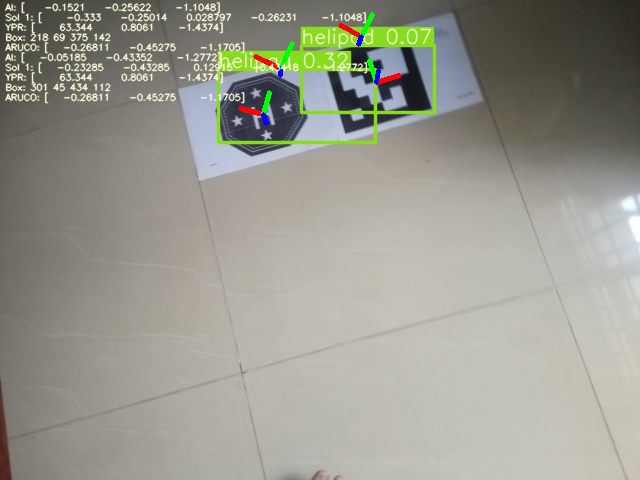 AI: [ -0.1521 -0.25622 -1.1048]
Sol 1: [ -0.333 -0.25014 0.028797 -0.26231 -1.1048]
YPR: [ 63.344 0.8061 -1.4374]
Box: 218 69 375 142
ARUCO: [ -0.26811 -0.45275 -1.1705]
AI: [ -0.05185 -0.43352 -1.2772]
Sol 1: [ -0.23285 -0.43285 0.12915 -1.2772]
YPR: [ 63.344 0.8061 -1.4374]
Box: 301 45 434 112
ARUCO: [ -0.26811 -0.45275 -1.1705]
helipad 0.07
helipad 0.32
H